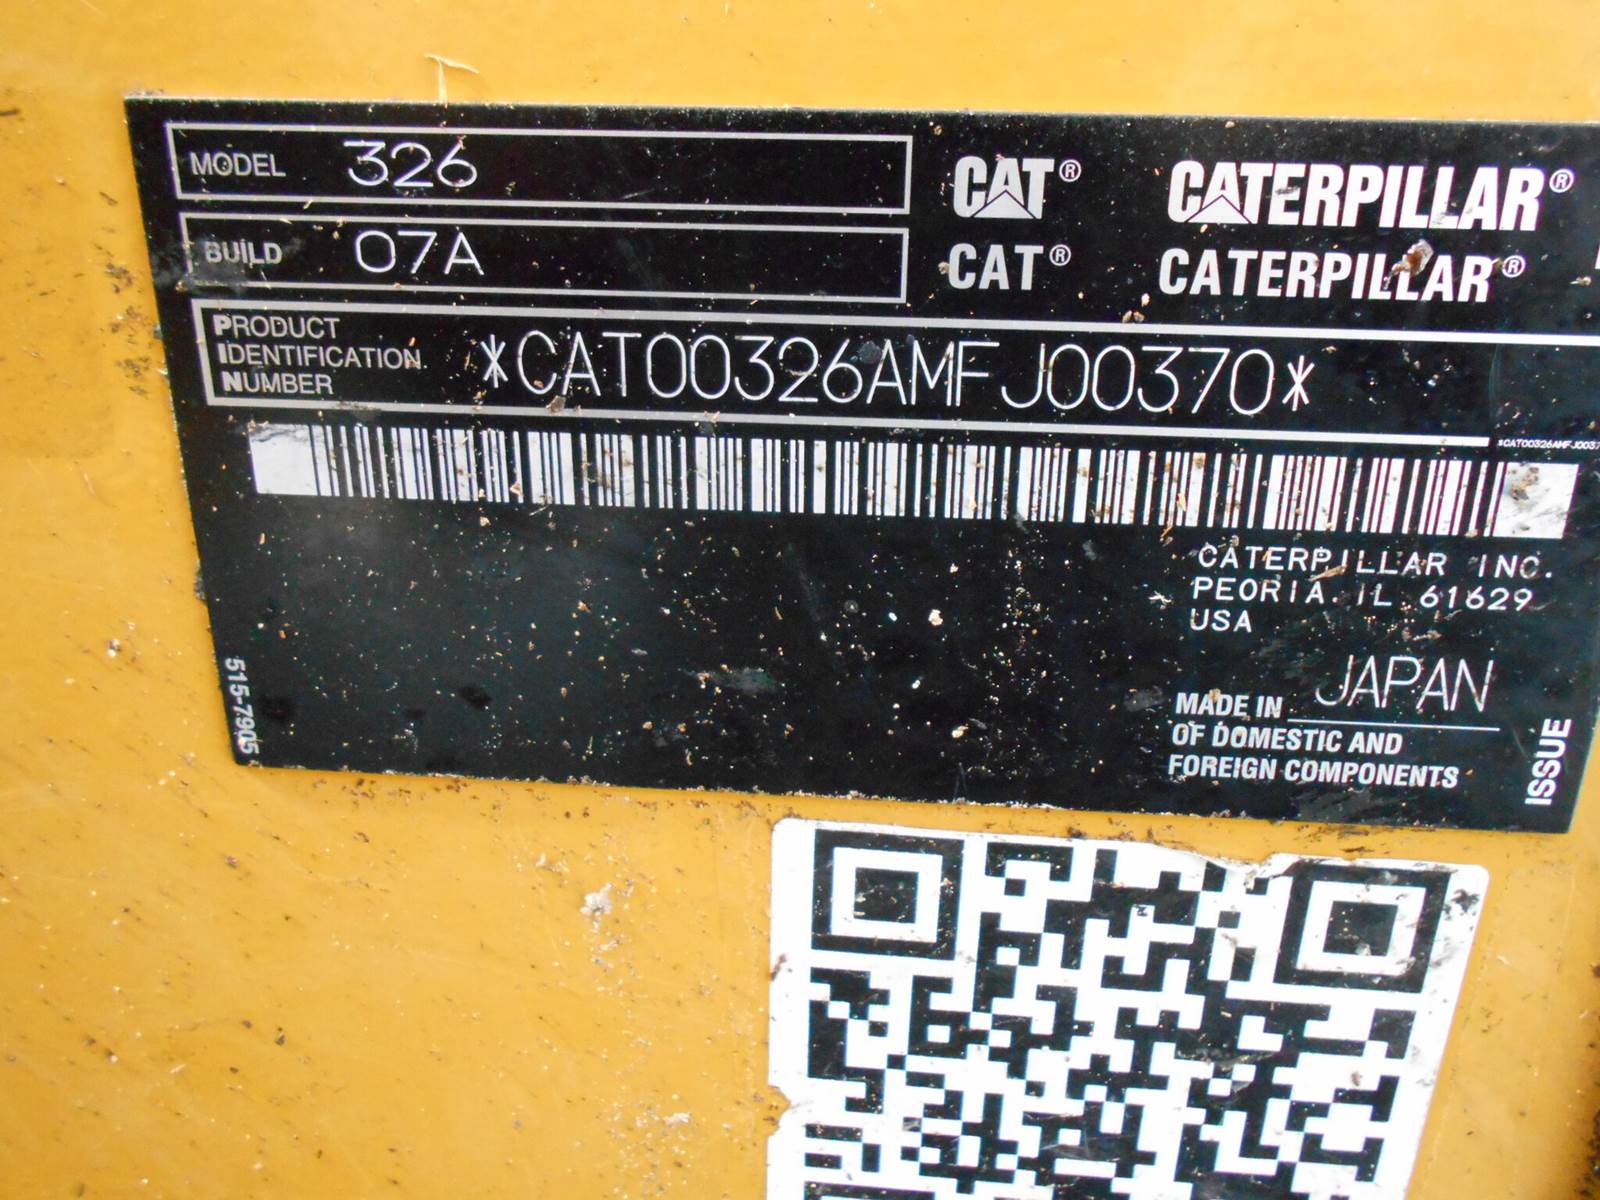 MODEL 326
BUILD 07A
CAT® CATERPILLAR®
CAT® CATERPILLAR®
PRODUCT
IDENTIFICATION
NUMBER
*CAT00326AMFJ00370*
*CAT00326AMFJ0037
CATERPILLAR INC.
PEORIA, IL 61629
USA
MADE IN JAPAN
OF DOMESTIC AND
FOREIGN COMPONENTS
515-7905
ISSUE